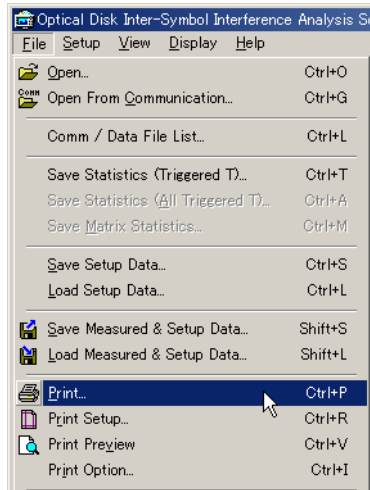 Optical Disk Inter-Symbol Interference Analysis
File Setup View Display Help
Open... Ctrl+O
Comm Open From Communication... Ctrl+G
Comm / Data File List... Ctrl+L
Save Statistics (Triggered T)... Ctrl+T
Save Statistics (All Triggered T)... Ctrl+A
Save Matrix Statistics... Ctrl+M
Save Setup Data... Ctrl+S
Load Setup Data... Ctrl+L
Save Measured & Setup Data... Shift+S
Load Measured & Setup Data... Shift+L
Print... Ctrl+P
Print Setup... Ctrl+R
Print Preview Ctrl+V
Print Option... Ctrl+I